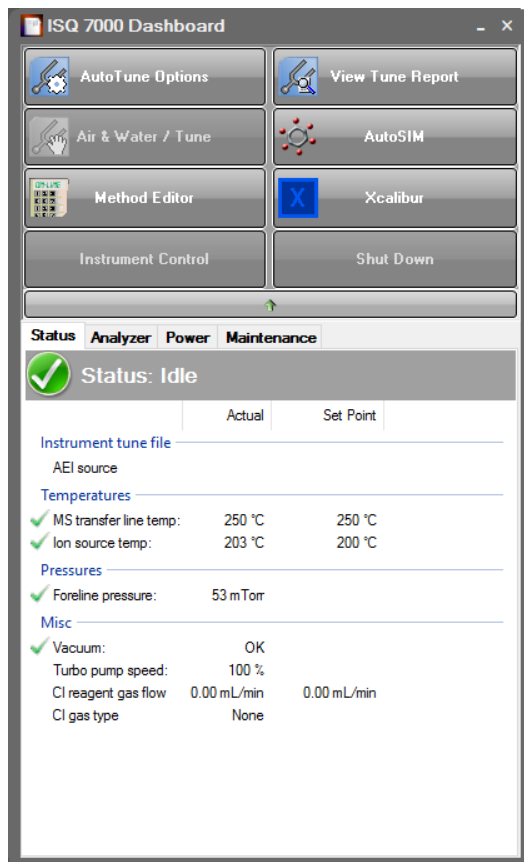 ISQ 7000 Dashboard
AutoTune Options
View Tune Report
Air & Water / Tune
AutoSIM
Method Editor
X
Xcalibur
Instrument Control
Shut Down
Status Analyzer Power Maintenance
Status: Idle
Actual Set Point
Instrument tune file
AEI source
Temperatures
MS transfer line temp: 250 °C 250 °C
Ion source temp: 203 °C 200 °C
Pressures
Foreline pressure: 53 mTorr
Misc
Vacuum: OK
Turbo pump speed: 100 %
CI reagent gas flow 0.00 mL/min 0.00 mL/min
CI gas type None